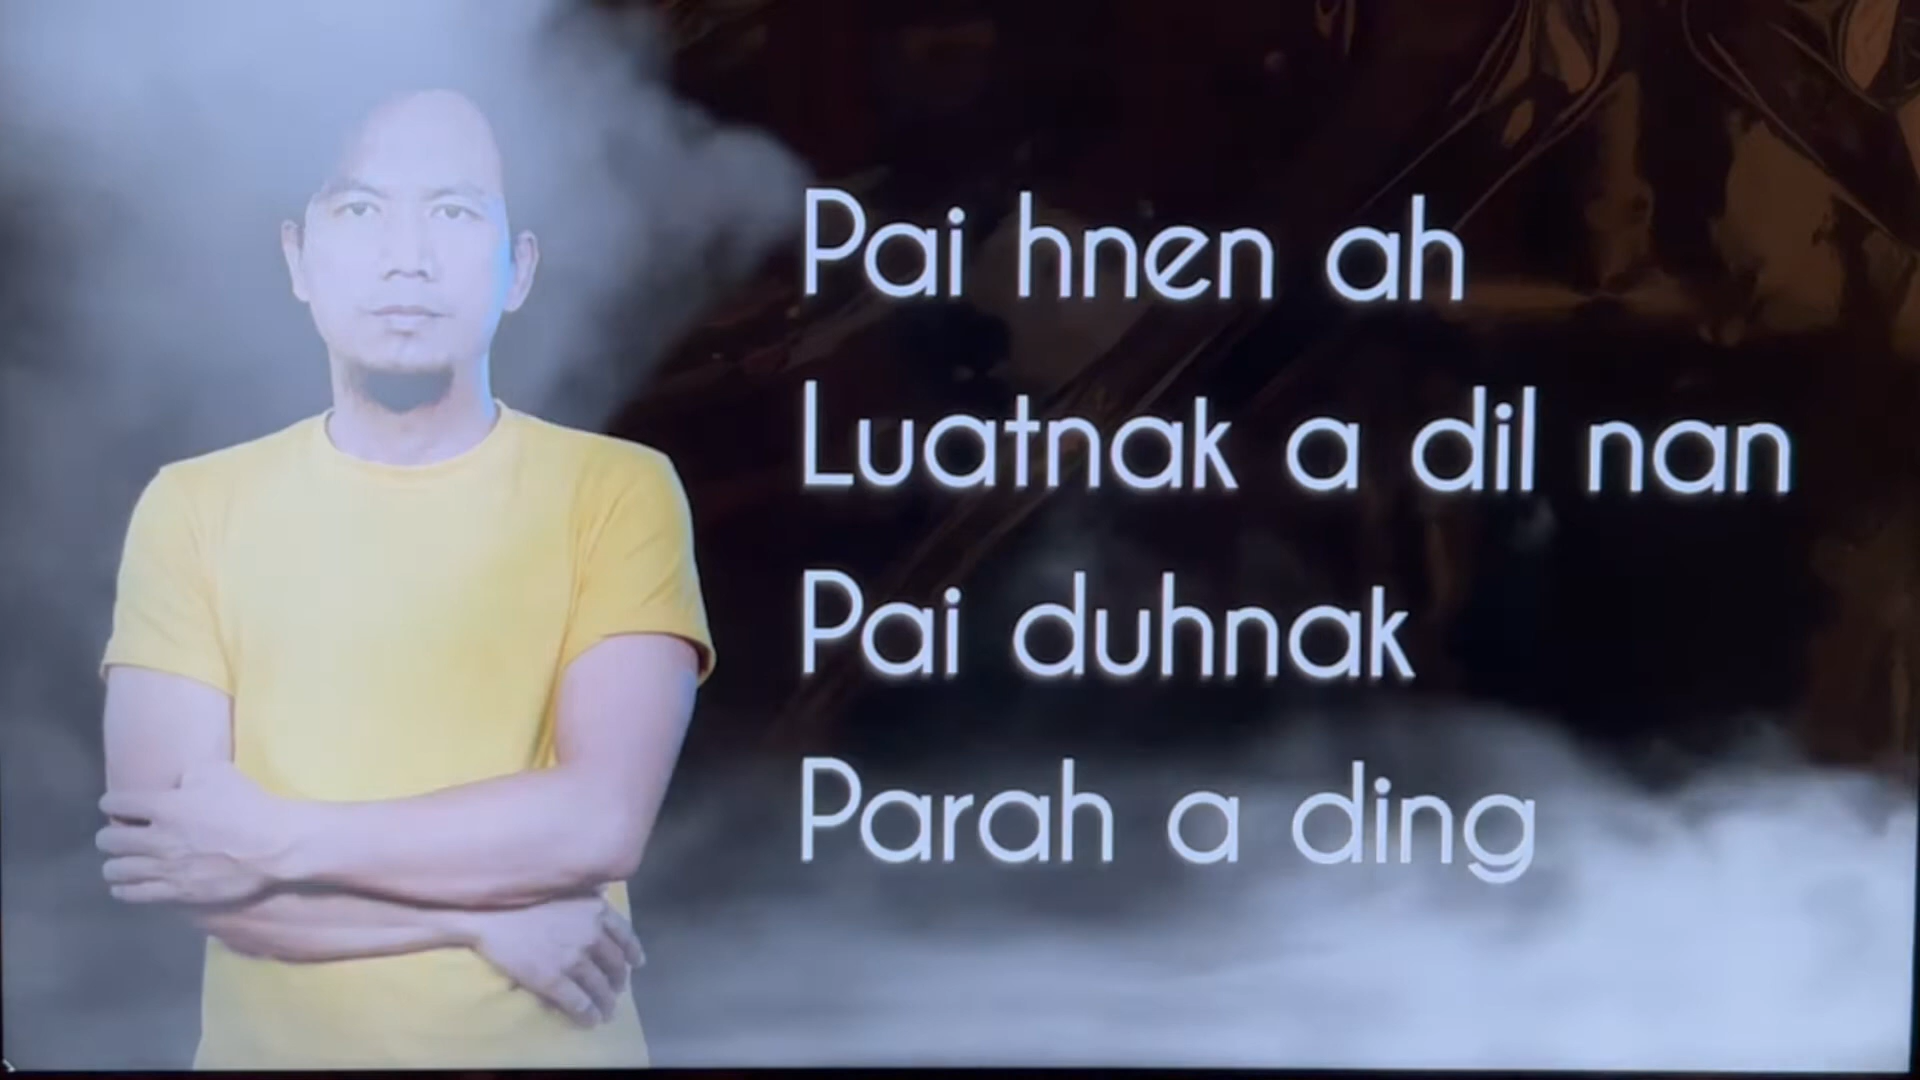 Pai hnen ah
Luatnak a dil nan
Pai duhnak
Parah a ding